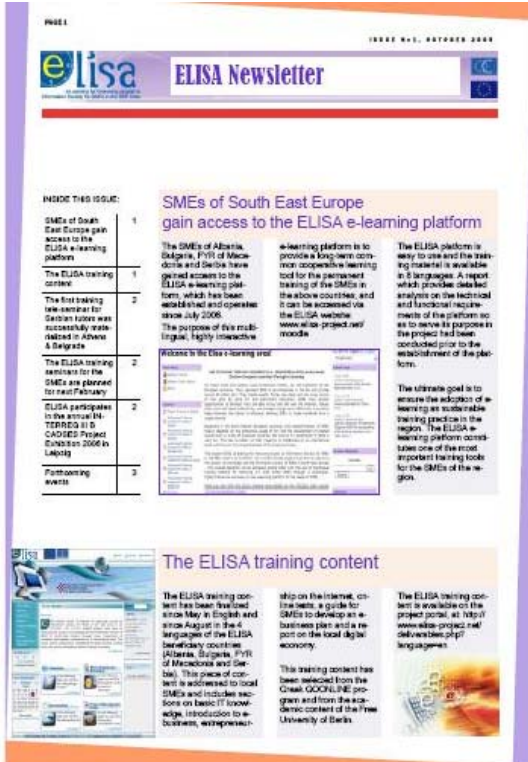 PAGE 1
ISSUE No1, OCTOBER 2006
elisa
ELISA Newsletter
INSIDE THIS ISSUE:
SMEs of South
East Europe gain
access to the
ELISA e-learning
platform
1
The ELISA training
content
1
The first training
tele-seminar for
Serbian tutors was
successfully mate-
rialized in Athens
& Belgrade
2
The ELISA training
seminars for the
SMEs are planned
for next February
2
ELISA participates
in the annual IN-
TERREG III B
CADSES Project
Exhibition 2006 in
Leipzig
2
Forthcoming
events
3
SMEs of South East Europe
gain access to the ELISA e-learning platform
The SMEs of Albania,
Bulgaria, FYR of Mace-
donia and Serbia have
gained access to the
ELISA e-learning plat-
form, which has been
established and operates
since July 2006.
The purpose of this multi-
lingual, highly interactive
e-learning platform is to
provide a long-term com-
mon cooperative learning
tool for the permanent
training of the SMEs in
the above countries, and
it can be accessed via
the ELISA website:
www.elisa-project.net/
moodle
The ELISA platform is
easy to use and the train-
ing material is available
in 8 languages. A report
which provides detailed
analysis on the technical
and functional require-
ments of the platform so
as to serve its purpose in
the project had been
conducted prior to the
establishment of the plat-
form.
The ultimate goal is to
ensure the adoption of e-
learning as sustainable
training practice in the
region. The ELISA e-
learning platform consti-
tutes one of the most
important training tools
for the SMEs of the re-
gion.
Welcome to the Elisa e-learning area!
The ELISA training content
The ELISA training con-
tent has been finalized
since May in English and
since August in the 4
languages of the ELISA
beneficiary countries
(Albania, Bulgaria, FYR
of Macedonia and Ser-
bia). This piece of con-
tent is addressed to local
SMEs and includes sec-
tions on basic IT knowl-
edge, introduction to e-
business, entrepreneur-
ship on the internet, on-
line tests, a guide for
SMEs to develop an e-
business plan and a re-
port on the local digital
economy.
This training content has
been selected from the
Greek GOONLINE pro-
gram and from the aca-
demic content of the Free
University of Berlin.
The ELISA training con-
tent is available on the
project portal, at: http://
www.elisa-project.net/
deliverables.php?
language=en
elisa